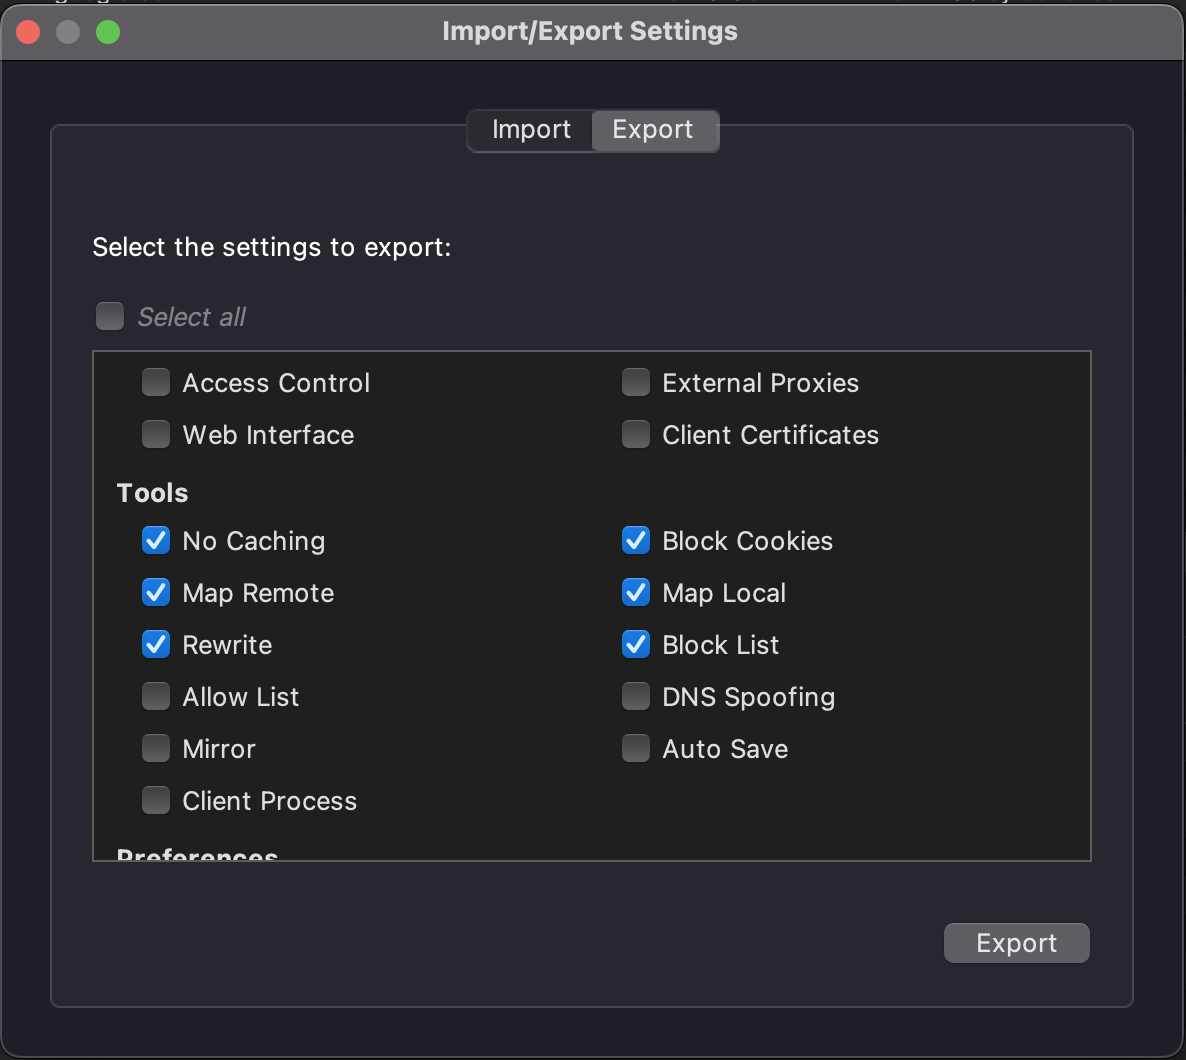 Import/Export Settings
Import Export
Select the settings to export:
Select all
Access Control External Proxies
Web Interface Client Certificates
Tools
No Caching Block Cookies
Map Remote Map Local
Rewrite Block List
Allow List DNS Spoofing
Mirror Auto Save
Client Process
Preferences
Export